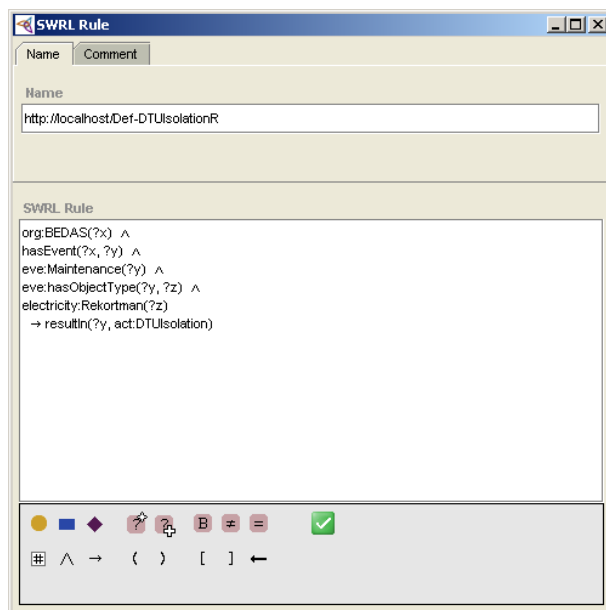 SWRL Rule
Name Comment
Name
http://localhost/Def-DTUIsolationR
SWRL Rule
org:BEDAS(?x) ∧
hasEvent(?x, ?y) ∧
eve:Maintenance(?y) ∧
eve:hasObjectType(?y, ?z) ∧
electricity:Rekortman(?z)
→ resultIn(?y, act:DTUIsolation)
? ? B ≠ =
# ∧ → ( ) [ ] ←